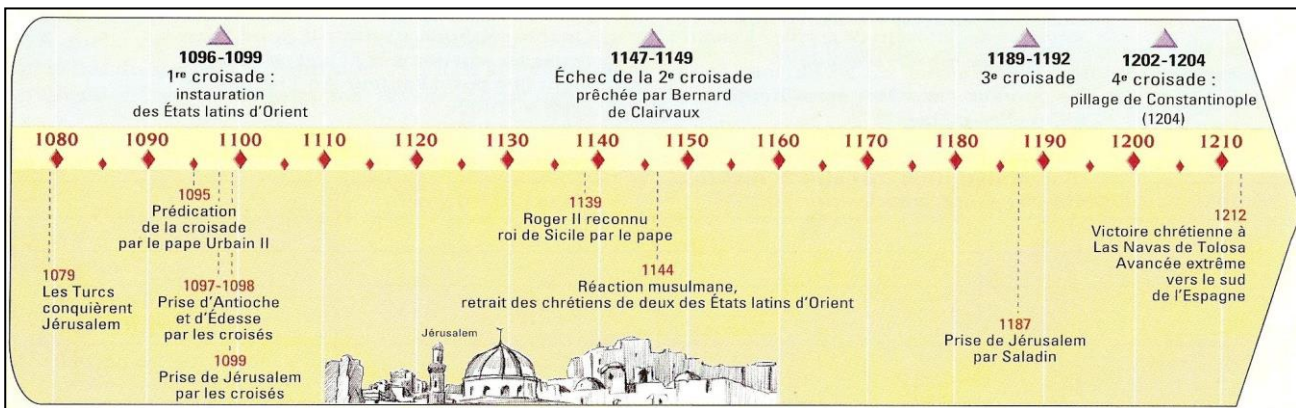 1096-1099
1re croisade :
instauration
des États latins d'Orient
1147-1149
Échec de la 2e croisade
prêchée par Bernard
de Clairvaux
1189-1192
3e croisade
1202-1204
4e croisade :
pillage de Constantinople
(1204)
1080 1090 1100 1110 1120 1130 1140 1150 1160 1170 1180 1190 1200 1210
1095
Prédication
de la croisade
par le pape Urbain II
1079
Les Turcs
conquièrent
Jérusalem
1097-1098
Prise d'Antioche
et d'Édesse
par les croisés
1099
Prise de Jérusalem
par les croisés
1139
Roger II reconnu
roi de Sicile par le pape
1144
Réaction musulmane,
retrait des chrétiens de deux des États latins d'Orient
Jérusalem
1187
Prise de Jérusalem
par Saladin
1212
Victoire chrétienne à
Las Navas de Tolosa
Avancée extrême
vers le sud
de l'Espagne